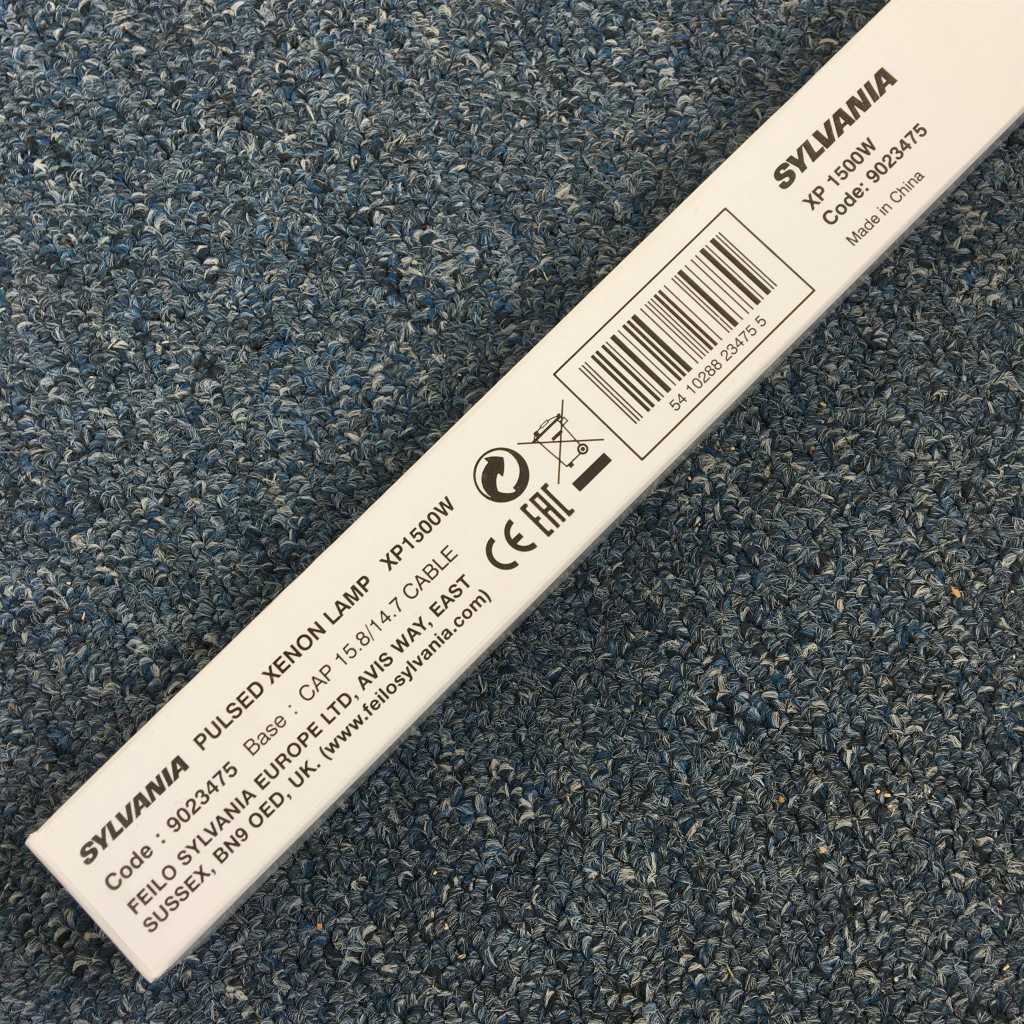 SYLVANIA PULSED XENON LAMP XP1500W
Code : 9023475 Base : CAP 15.8/14.7 CABLE
FEILO SYLVANIA EUROPE LTD, AVIS WAY, EAST
SUSSEX, BN9 OED, UK. (www.feilosylvania.com)
CE EAC
54 10288 23475 5
SYLVANIA
XP 1500W
Code: 9023475
Made in China